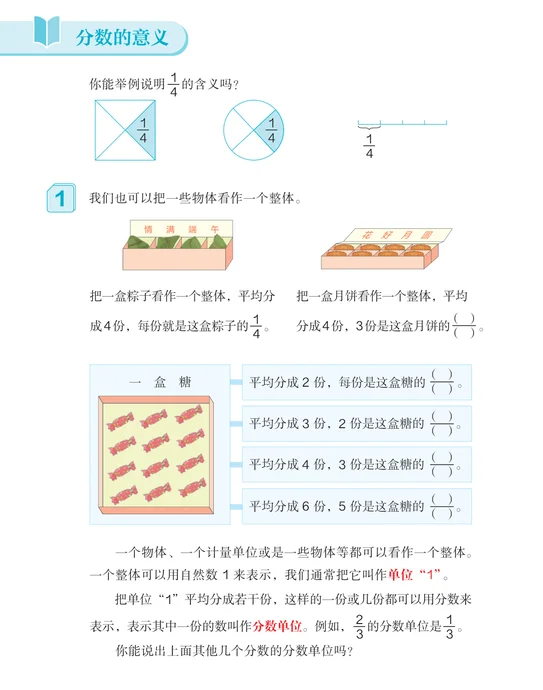 分数的意义
你能举例说明1/4的含义吗?
1/4
1/4
1/4
1 我们也可以把一些物体看作一个整体。
情 满 端 午
花 好 月 圆
把一盒粽子看作一个整体，平均分
成4份，每份就是这盒粽子的1/4。
把一盒月饼看作一个整体，平均
分成4份，3份是这盒月饼的( )/( )。
一 盒 糖
平均分成 2 份，每份是这盒糖的 ( )/( )。
平均分成 3 份，2 份是这盒糖的 ( )/( )。
平均分成 4 份，3 份是这盒糖的 ( )/( )。
平均分成 6 份，5 份是这盒糖的 ( )/( )。
一个物体、一个计量单位或是一些物体等都可以看作一个整体。
一个整体可以用自然数 1 来表示，我们通常把它叫作单位“1”。
把单位“1”平均分成若干份，这样的一份或几份都可以用分数来
表示，表示其中一份的数叫作分数单位。例如，2/3的分数单位是1/3。
你能说出上面其他几个分数的分数单位吗?